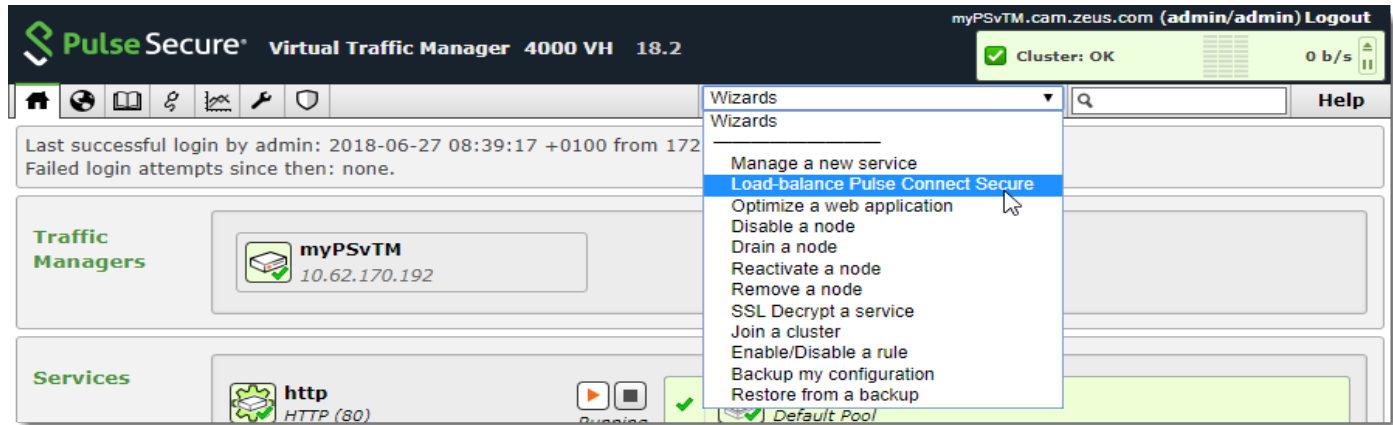 myPSvTM.cam.zeus.com (admin/admin) Logout
Pulse Secure® Virtual Traffic Manager 4000 VH 18.2
Cluster: OK 0 b/s
Wizards Help
Wizards
Last successful login by admin: 2018-06-27 08:39:17 +0100 from 172
Failed login attempts since then: none.
Manage a new service
Load-balance Pulse Connect Secure
Optimize a web application
Disable a node
Drain a node
Reactivate a node
Remove a node
SSL Decrypt a service
Join a cluster
Enable/Disable a rule
Backup my configuration
Restore from a backup
Traffic
Managers
myPSvTM
10.62.170.192
Services
http
HTTP (80)
Running
Default Pool